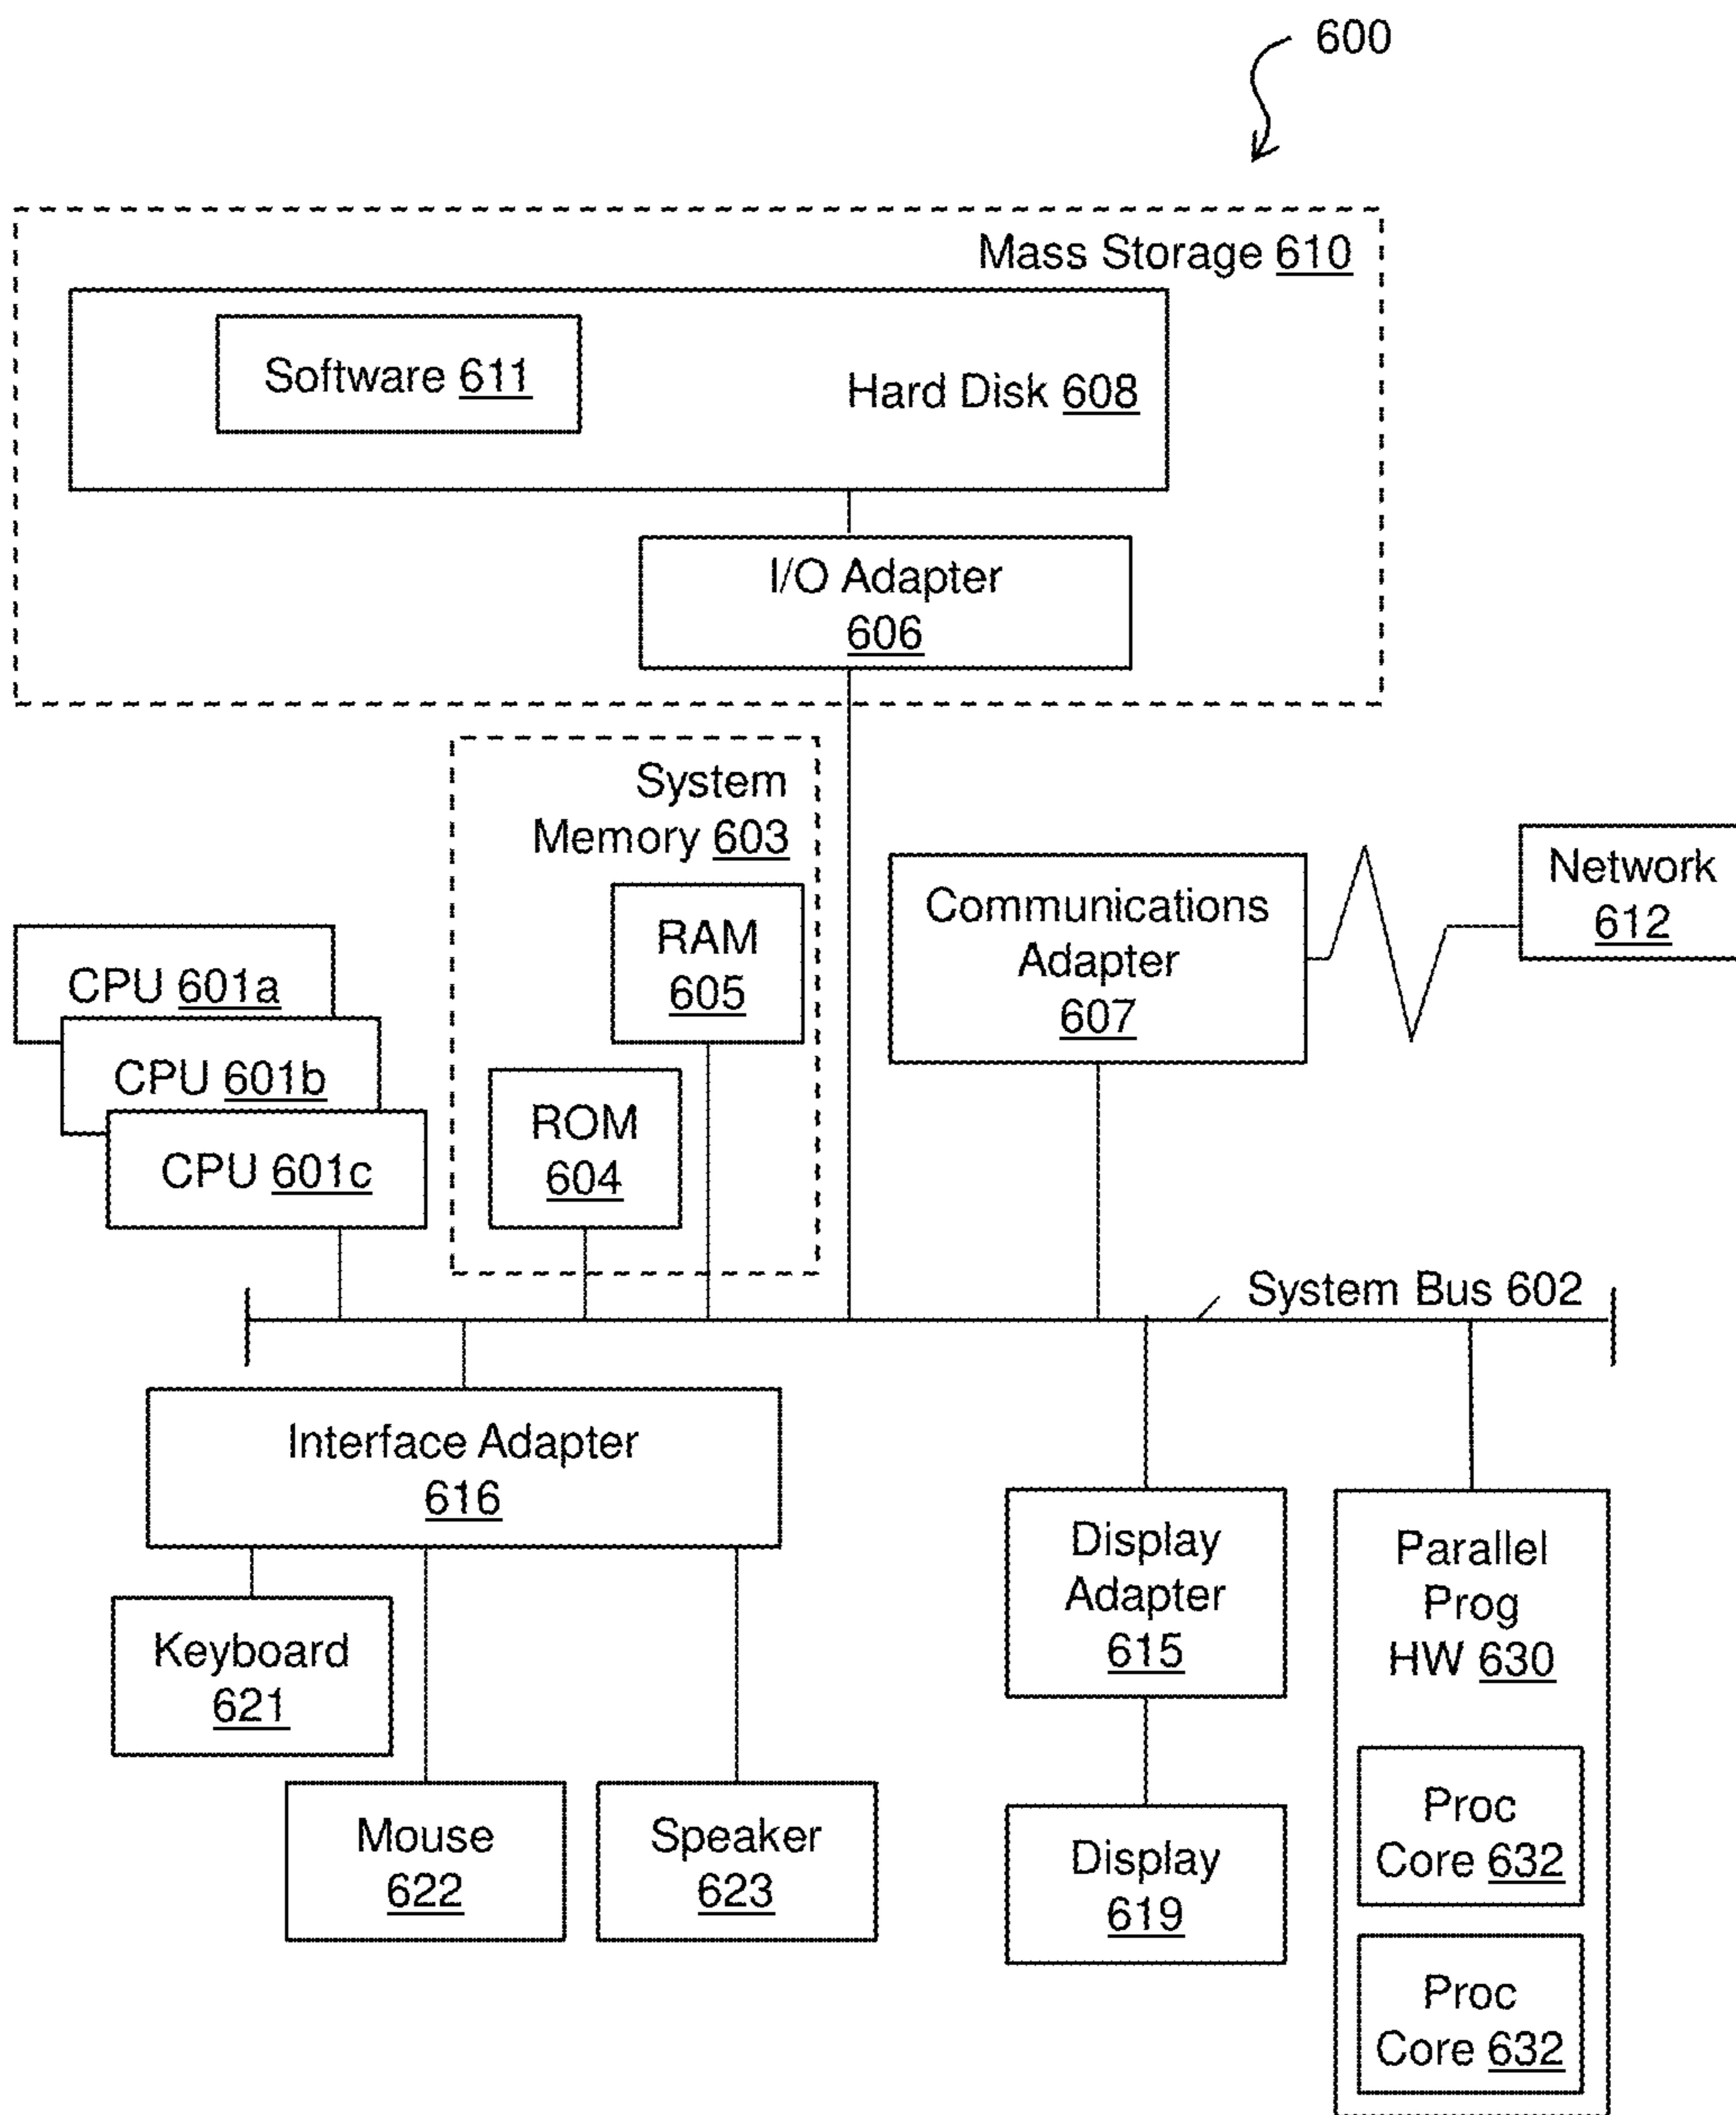 600
Mass Storage 610
Software 611
Hard Disk 608
I/O Adapter
606
System
Memory 603
RAM
605
ROM
604
CPU 601a
CPU 601b
CPU 601c
Communications
Adapter
607
Network
612
System Bus 602
Interface Adapter
616
Keyboard
621
Mouse
622
Speaker
623
Display
Adapter
615
Display
619
Parallel
Prog
HW 630
Proc
Core 632
Proc
Core 632